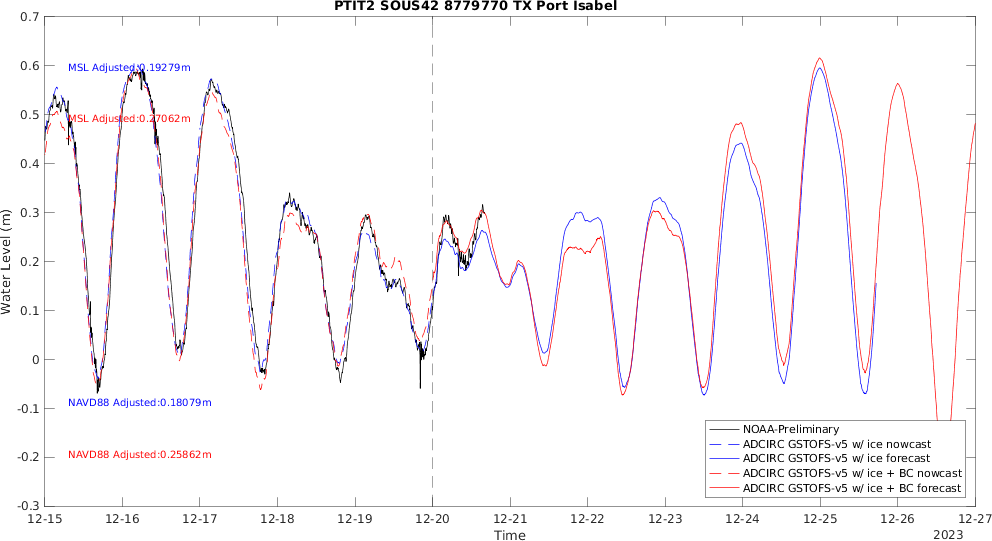 PTIT2 SOUS42 8779770 TX Port Isabel
0.7
0.6
0.5
0.4
0.3
0.2
0.1
0
-0.1
-0.2
-0.3
Water Level (m)
MSL Adjusted:0.19279m
MSL Adjusted:0.27062m
NAVD88 Adjusted:0.18079m
NAVD88 Adjusted:0.25862m
NOAA-Preliminary
ADCIRC GSTOFS-v5 w/ ice nowcast
ADCIRC GSTOFS-v5 w/ ice forecast
ADCIRC GSTOFS-v5 w/ ice + BC nowcast
ADCIRC GSTOFS-v5 w/ ice + BC forecast
12-15 12-16 12-17 12-18 12-19 12-20 12-21 12-22 12-23 12-24 12-25 12-26 12-27
Time
2023